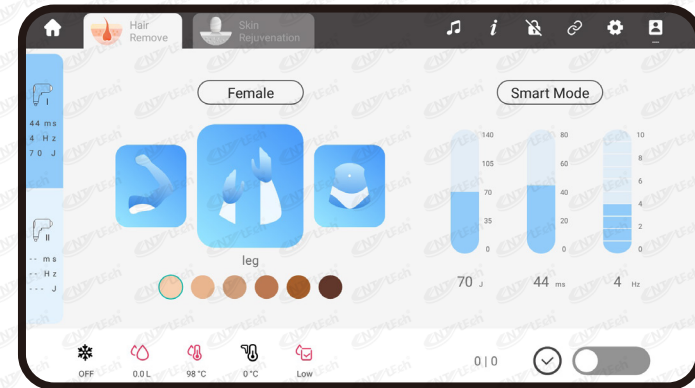 Hair
Remove
Skin
Rejuvenation
i
I
44 ms
4 Hz
70 J
II
-- ms
-- Hz
--- J
Female
leg
Smart Mode
140
105
70
35
0
80
60
40
20
0
10
8
6
4
2
0
70 J
44 ms
4 Hz
OFF
0.0 L
98 °C
0 °C
Low
0 | 0